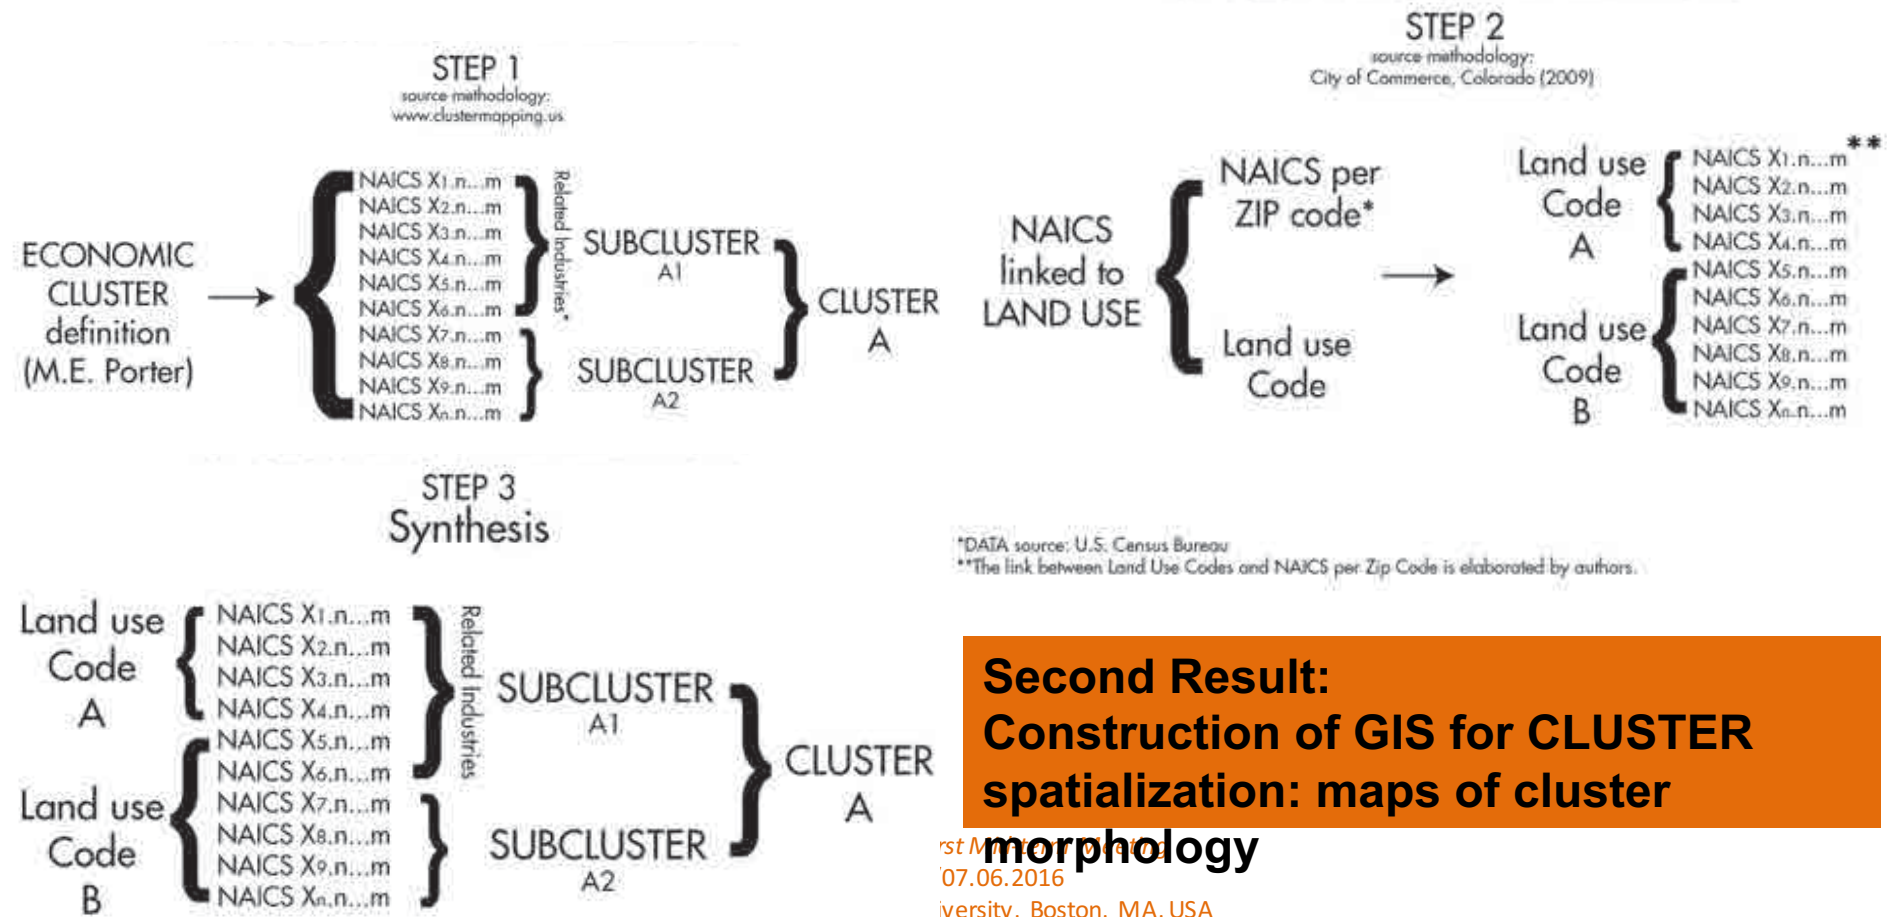 STEP 1
source methodology:
www.clustermapping.us
ECONOMIC
CLUSTER
definition
(M.E. Porter)
NAICS X1.n...m
NAICS X2.n...m
NAICS X3.n...m
NAICS X4.n...m
NAICS X5.n...m
NAICS X6.n...m
NAICS X7.n...m
NAICS X8.n...m
NAICS X9.n...m
NAICS Xn.n...m
Related Industries*
SUBCLUSTER
A1
SUBCLUSTER
A2
CLUSTER
A
STEP 2
source methodology:
City of Commerce, Colorado (2009)
NAICS
linked to
LAND USE
NAICS per
ZIP code*
Land use
Code
Land use
Code
A
Land use
Code
B
NAICS X1.n...m**
NAICS X2.n...m
NAICS X3.n...m
NAICS X4.n...m
NAICS X5.n...m
NAICS X6.n...m
NAICS X7.n...m
NAICS X8.n...m
NAICS X9.n...m
NAICS Xn.n...m
*DATA source: U.S. Census Bureau
**The link between Land Use Codes and NAICS per Zip Code is elaborated by authors.
STEP 3
Synthesis
Land use
Code
A
Land use
Code
B
NAICS X1.n...m
NAICS X2.n...m
NAICS X3.n...m
NAICS X4.n...m
NAICS X5.n...m
NAICS X6.n...m
NAICS X7.n...m
NAICS X8.n...m
NAICS X9.n...m
NAICS Xn.n...m
Related Industries
SUBCLUSTER
A1
SUBCLUSTER
A2
CLUSTER
A
Second Result:
Construction of GIS for CLUSTER
spatialization: maps of cluster
morphology
rst Mid-term Meeting
07.06.2016
iversity, Boston, MA, USA